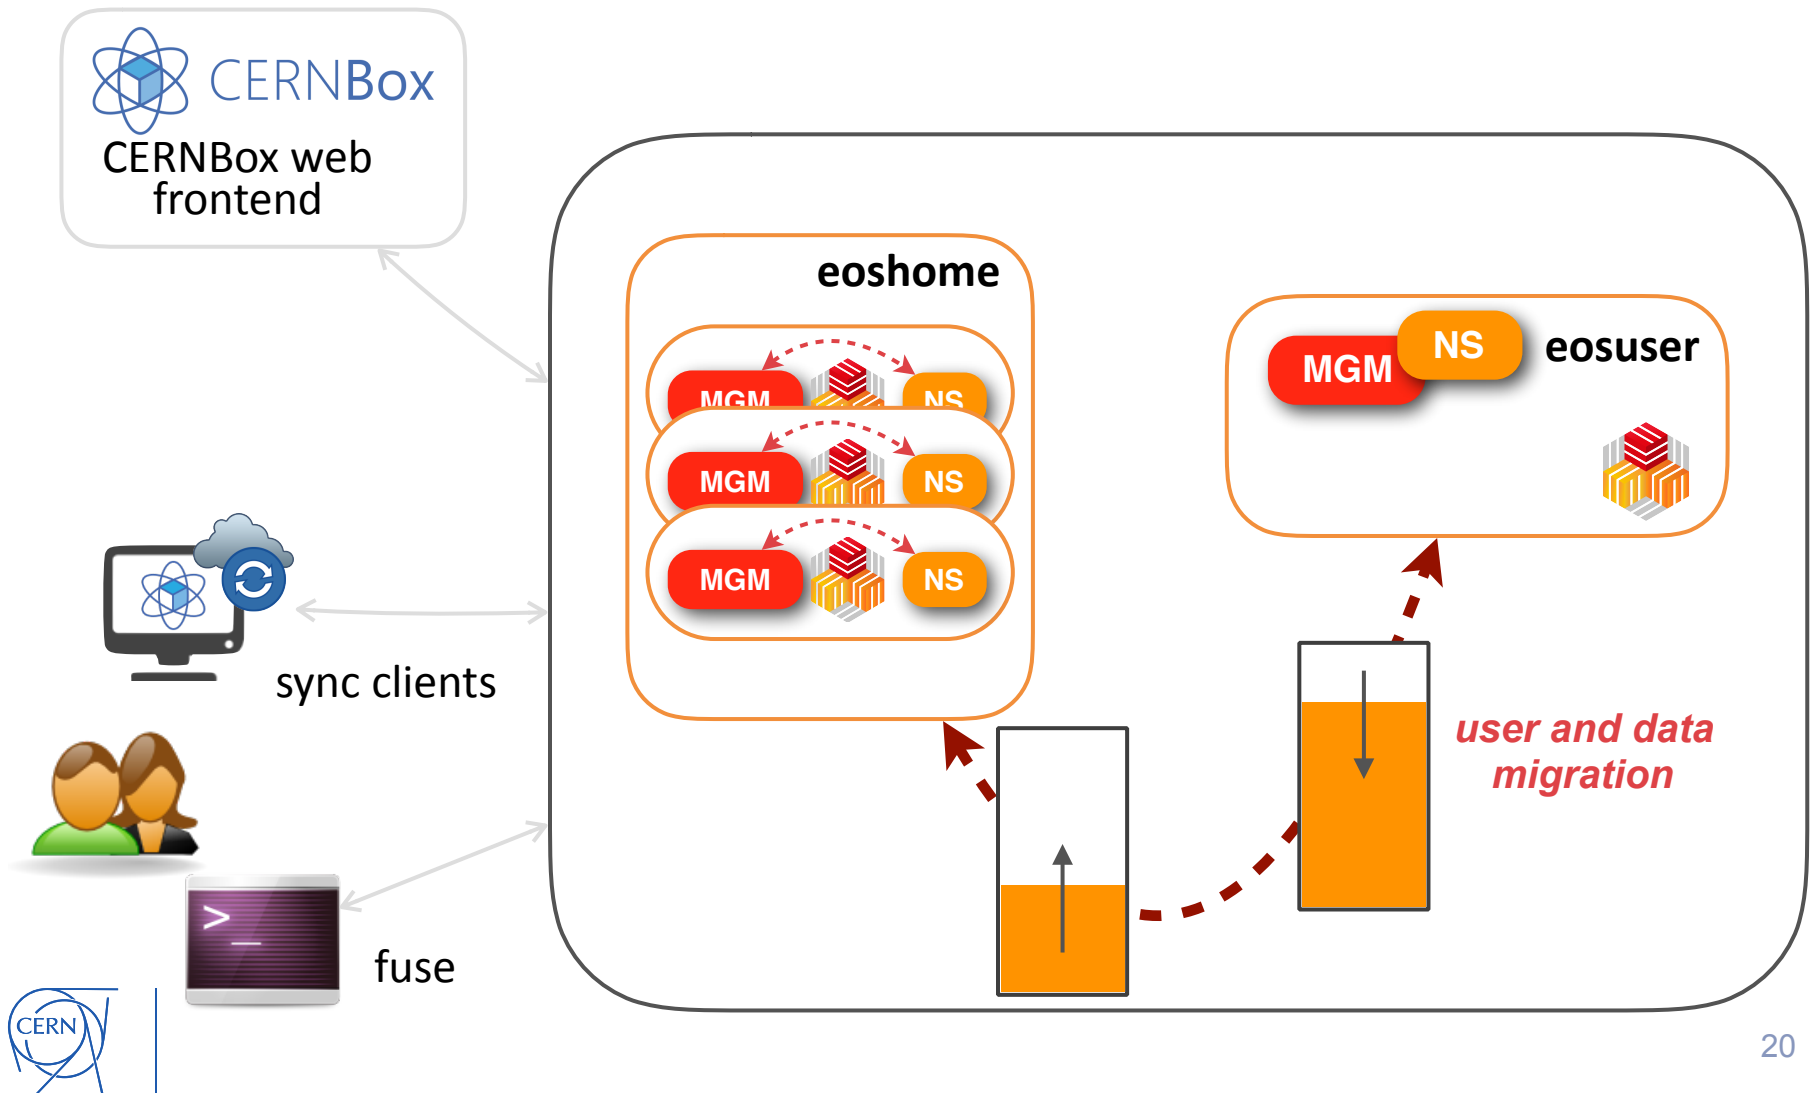 CERNBox
CERNBox web
frontend
eoshome
MGM
NS
MGM
NS
MGM
NS
MGM
NS
eosuser
sync clients
user and data
migration
>_
fuse
CERN
20